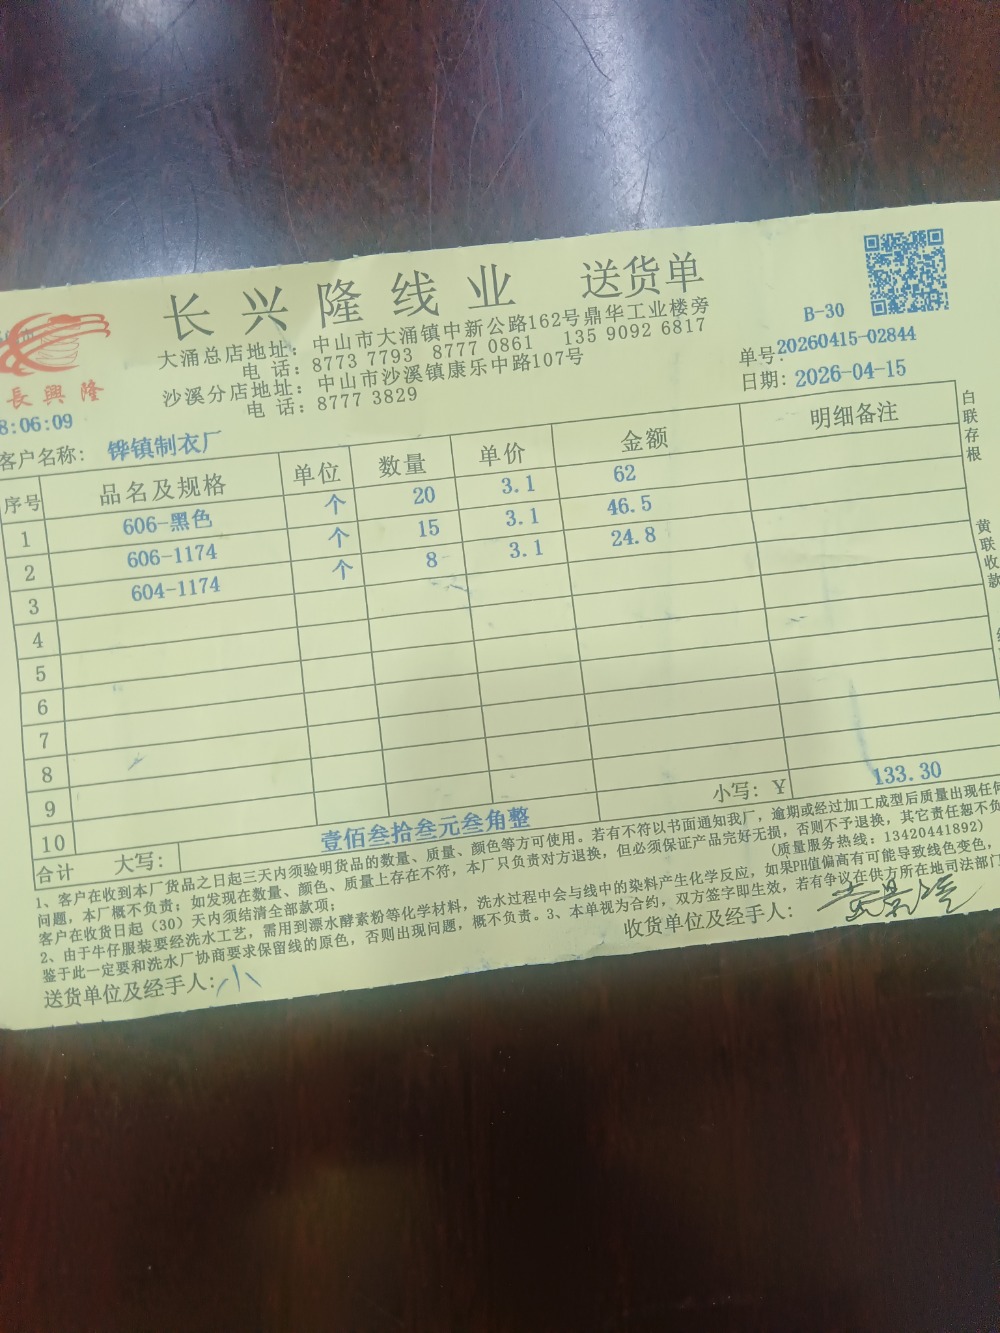 长兴隆线业 送货单
大涌总店地址：中山市大涌镇中新公路162号鼎华工业楼旁
电 话：8773 7793 8777 0861 135 9092 6817
沙溪分店地址：中山市沙溪镇康乐中路107号
电 话：8777 3829
長興隆
8:06:09
B-30
单号：20260415-02844
日期：2026-04-15
客户名称：铧镇制衣厂
序号 品名及规格 单位 数量 单价 金额 明细备注
1 606-黑色 个 20 3.1 62
2 606-1174 个 15 3.1 46.5
3 604-1174 个 8 3.1 24.8
4
5
6
7
8
9
10
合计 大写：壹佰叁拾叁元叁角整 小写：￥ 133.30
1、客户在收到本厂货品之日起三天内须验明货品的数量、质量、颜色等方可使用。若有不符以书面通知我厂，逾期或经过加工成型后质量出现任何
问题，本厂概不负责；如发现在数量、颜色、质量上存在不符，本厂只负责对方退换，但必须保证产品完好无损，否则不予退换，其它责任恕不负
客户在收货日起（30）天内须结清全部款项； （质量服务热线：13420441892）
2、由于牛仔服装要经洗水工艺，需用到漂水酵素粉等化学材料，洗水过程中会与线中的染料产生化学反应，如果PH值偏高有可能导致线色变色，
鉴于此一定要和洗水厂协商要求保留线的原色，否则出现问题，概不负责。3、本单视为合约，双方签字即生效，若有争议在供方所在地司法部门
送货单位及经手人：小
收货单位及经手人：
白联存根
黄联收款